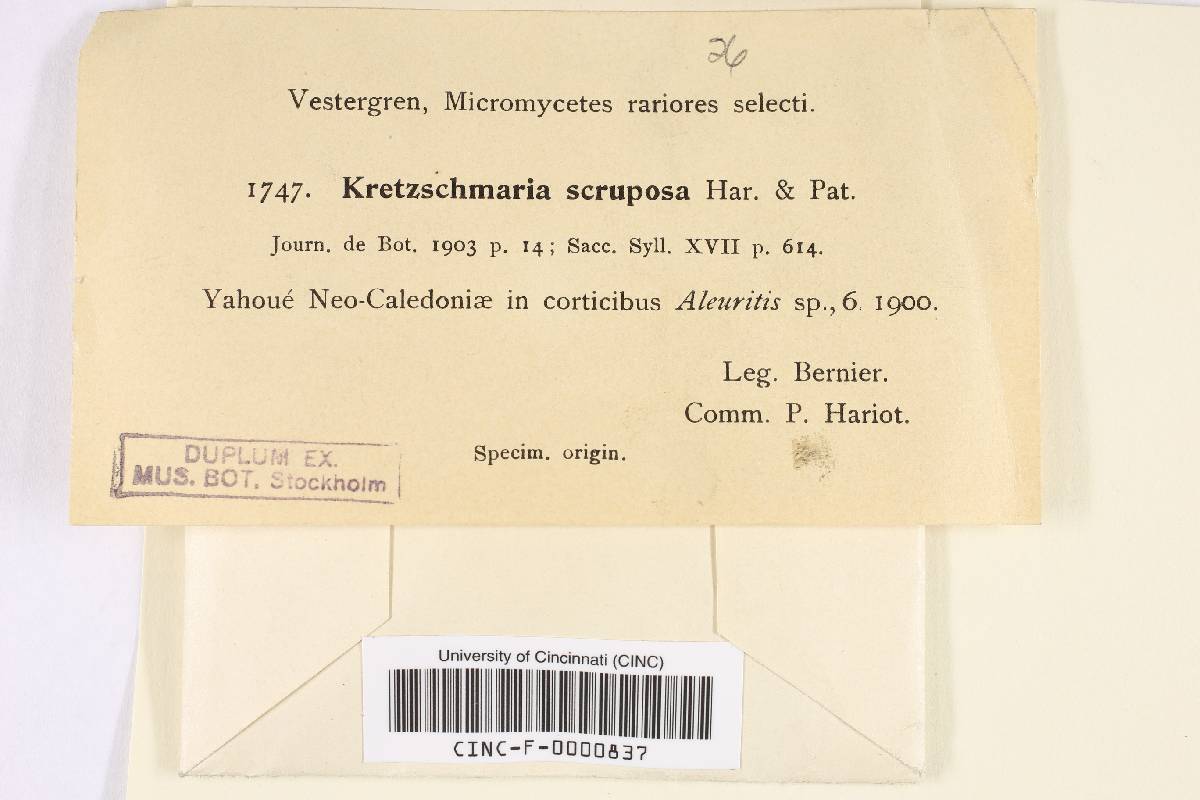 26
Vestergren, Micromycetes rariores selecti.
1747. Kretzschmaria scruposa Har. & Pat.
Journ. de Bot. 1903 p. 14; Sacc. Syll. XVII p. 614.
Yahoué Neo-Caledoniæ in corticibus Aleuritis sp., 6. 1900.
Leg. Bernier.
Comm. P. Hariot.
Specim. origin.
DUPLUM EX.
MUS. BOT. Stockholm
University of Cincinnati (CINC)
CINC-F-0000837